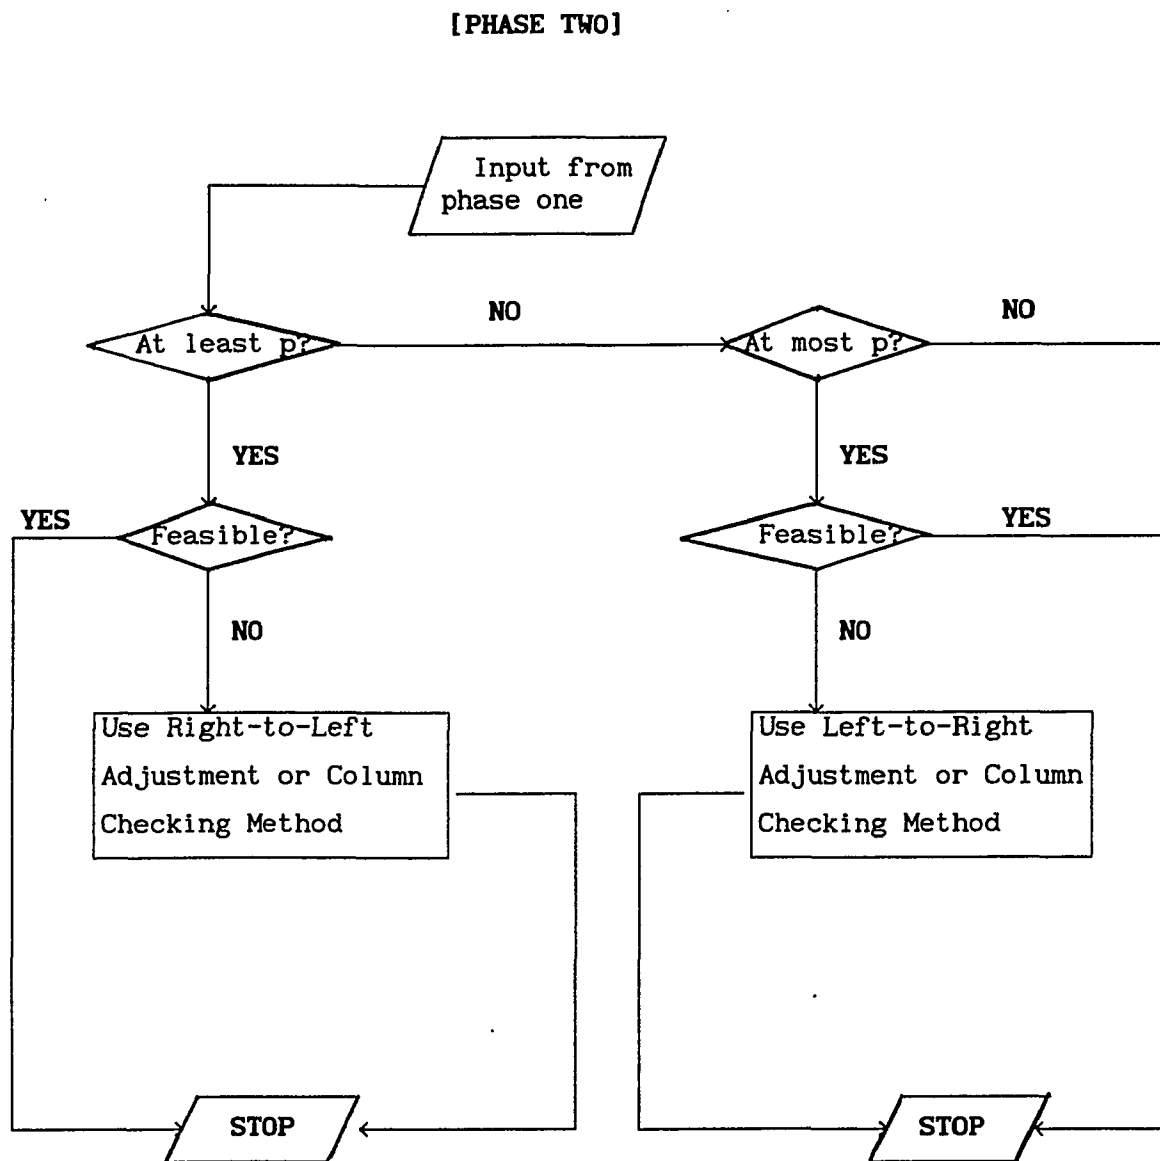 [PHASE TWO]
Input from
phase one
NO
NO
At least p?
At most p?
YES
YES
YES
Feasible?
Feasible?
YES
NO
NO
Use Right-to-Left
Adjustment or Column
Checking Method
Use Left-to-Right
Adjustment or Column
Checking Method
STOP
STOP